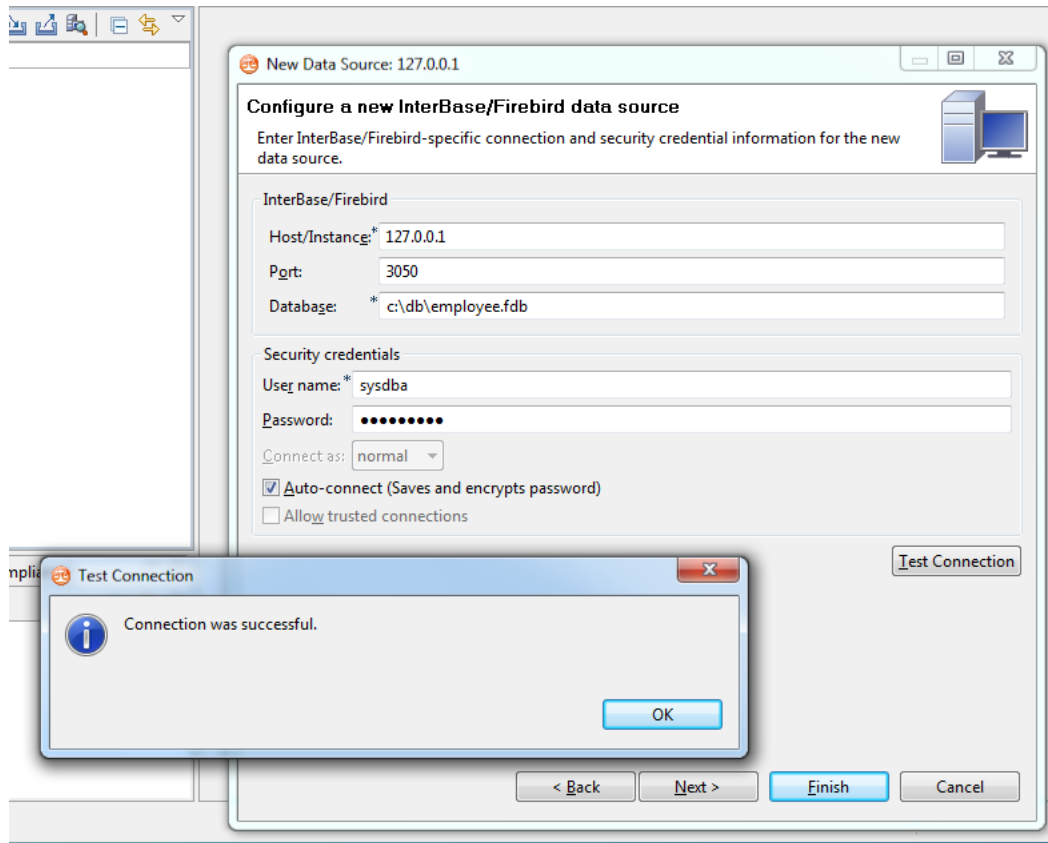 New Data Source: 127.0.0.1
Configure a new InterBase/Firebird data source
Enter InterBase/Firebird-specific connection and security credential information for the new
data source.
InterBase/Firebird
Host/Instance:* 127.0.0.1
Port: 3050
Database: * c:\db\employee.fdb
Security credentials
User name:* sysdba
Password: ●●●●●●●●●
Connect as: normal
Auto-connect (Saves and encrypts password)
Allow trusted connections
Test Connection
Test Connection
Connection was successful.
OK
< Back Next > Finish Cancel